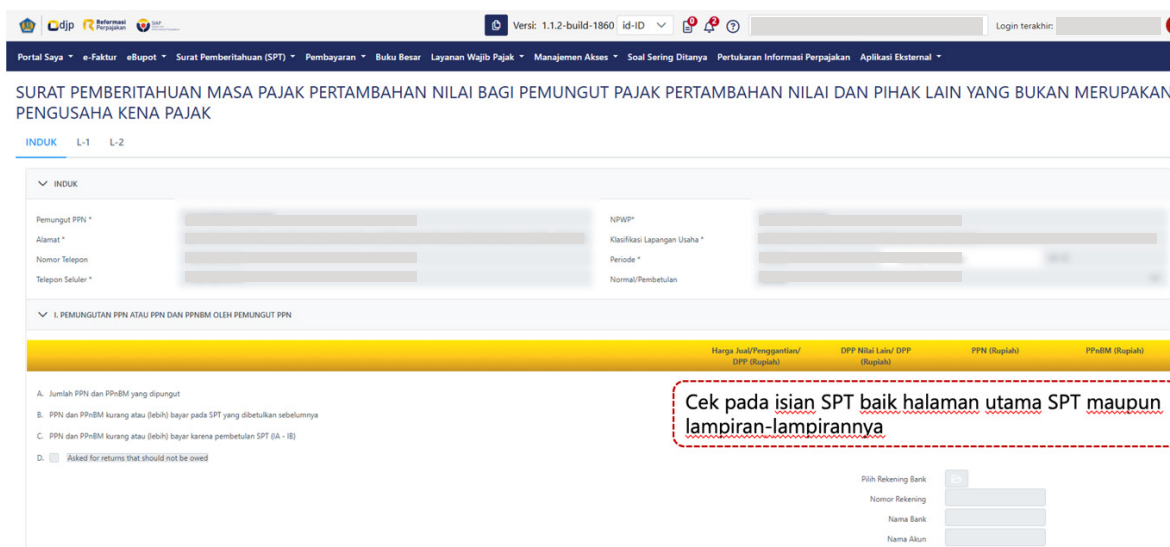 djp Reformasi Perpajakan Versi: 1.1.2-build-1860 id-ID 0 2 Login terakhir:
Portal Saya e-Faktur eBupot Surat Pemberitahuan (SPT) Pembayaran Buku Besar Layanan Wajib Pajak Manajemen Akses Soal Sering Ditanya Pertukaran Informasi Perpajakan Aplikasi Eksternal
SURAT PEMBERITAHUAN MASA PAJAK PERTAMBAHAN NILAI BAGI PEMUNGUT PAJAK PERTAMBAHAN NILAI DAN PIHAK LAIN YANG BUKAN MERUPAKAN
PENGUSAHA KENA PAJAK
INDUK L-1 L-2
INDUK
Pemungut PPN * NPWP*
Alamat * Klasifikasi Lapangan Usaha *
Nomor Telepon Periode *
Telepon Seluler * Normal/Pembetulan
I. PEMUNGUTAN PPN ATAU PPN DAN PPNBM OLEH PEMUNGUT PPN
Harga Jual/Penggantian/ DPP Nilai Lain/ DPP PPN (Rupiah) PPnBM (Rupiah)
DPP (Rupiah) (Rupiah)
A. Jumlah PPN dan PPnBM yang dipungut
B. PPN dan PPnBM kurang atau (lebih) bayar pada SPT yang dibetulkan sebelumnya
C. PPN dan PPnBM kurang atau (lebih) bayar karena pembetulan SPT (IA - IB)
D. Asked for returns that should not be owed
Cek pada isian SPT baik halaman utama SPT maupun
lampiran-lampirannya
Pilih Rekening Bank
Nomor Rekening
Nama Bank
Nama Akun